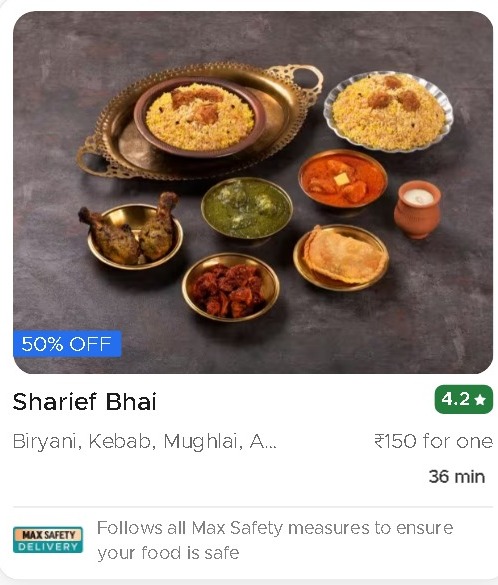 50% OFF
Sharief Bhai
4.2★
Biryani, Kebab, Mughlai, A...
₹150 for one
36 min
MAX SAFETY
DELIVERY
Follows all Max Safety measures to ensure
your food is safe